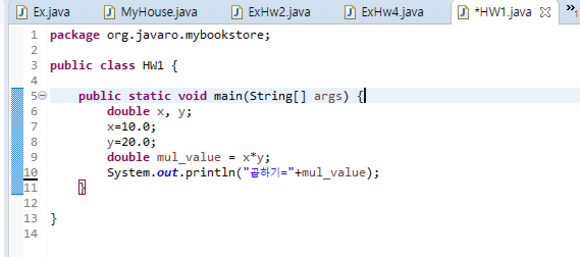 Ex.java MyHouse.java ExHw2.java ExHw4.java *HW1.java »1
1 package org.javaro.mybookstore;
2
3 public class HW1 {
4
5 public static void main(String[] args) {
6 double x, y;
7 x=10.0;
8 y=20.0;
9 double mul_value = x*y;
10 System.out.println("곱하기="+mul_value);
11 }
12
13 }
14